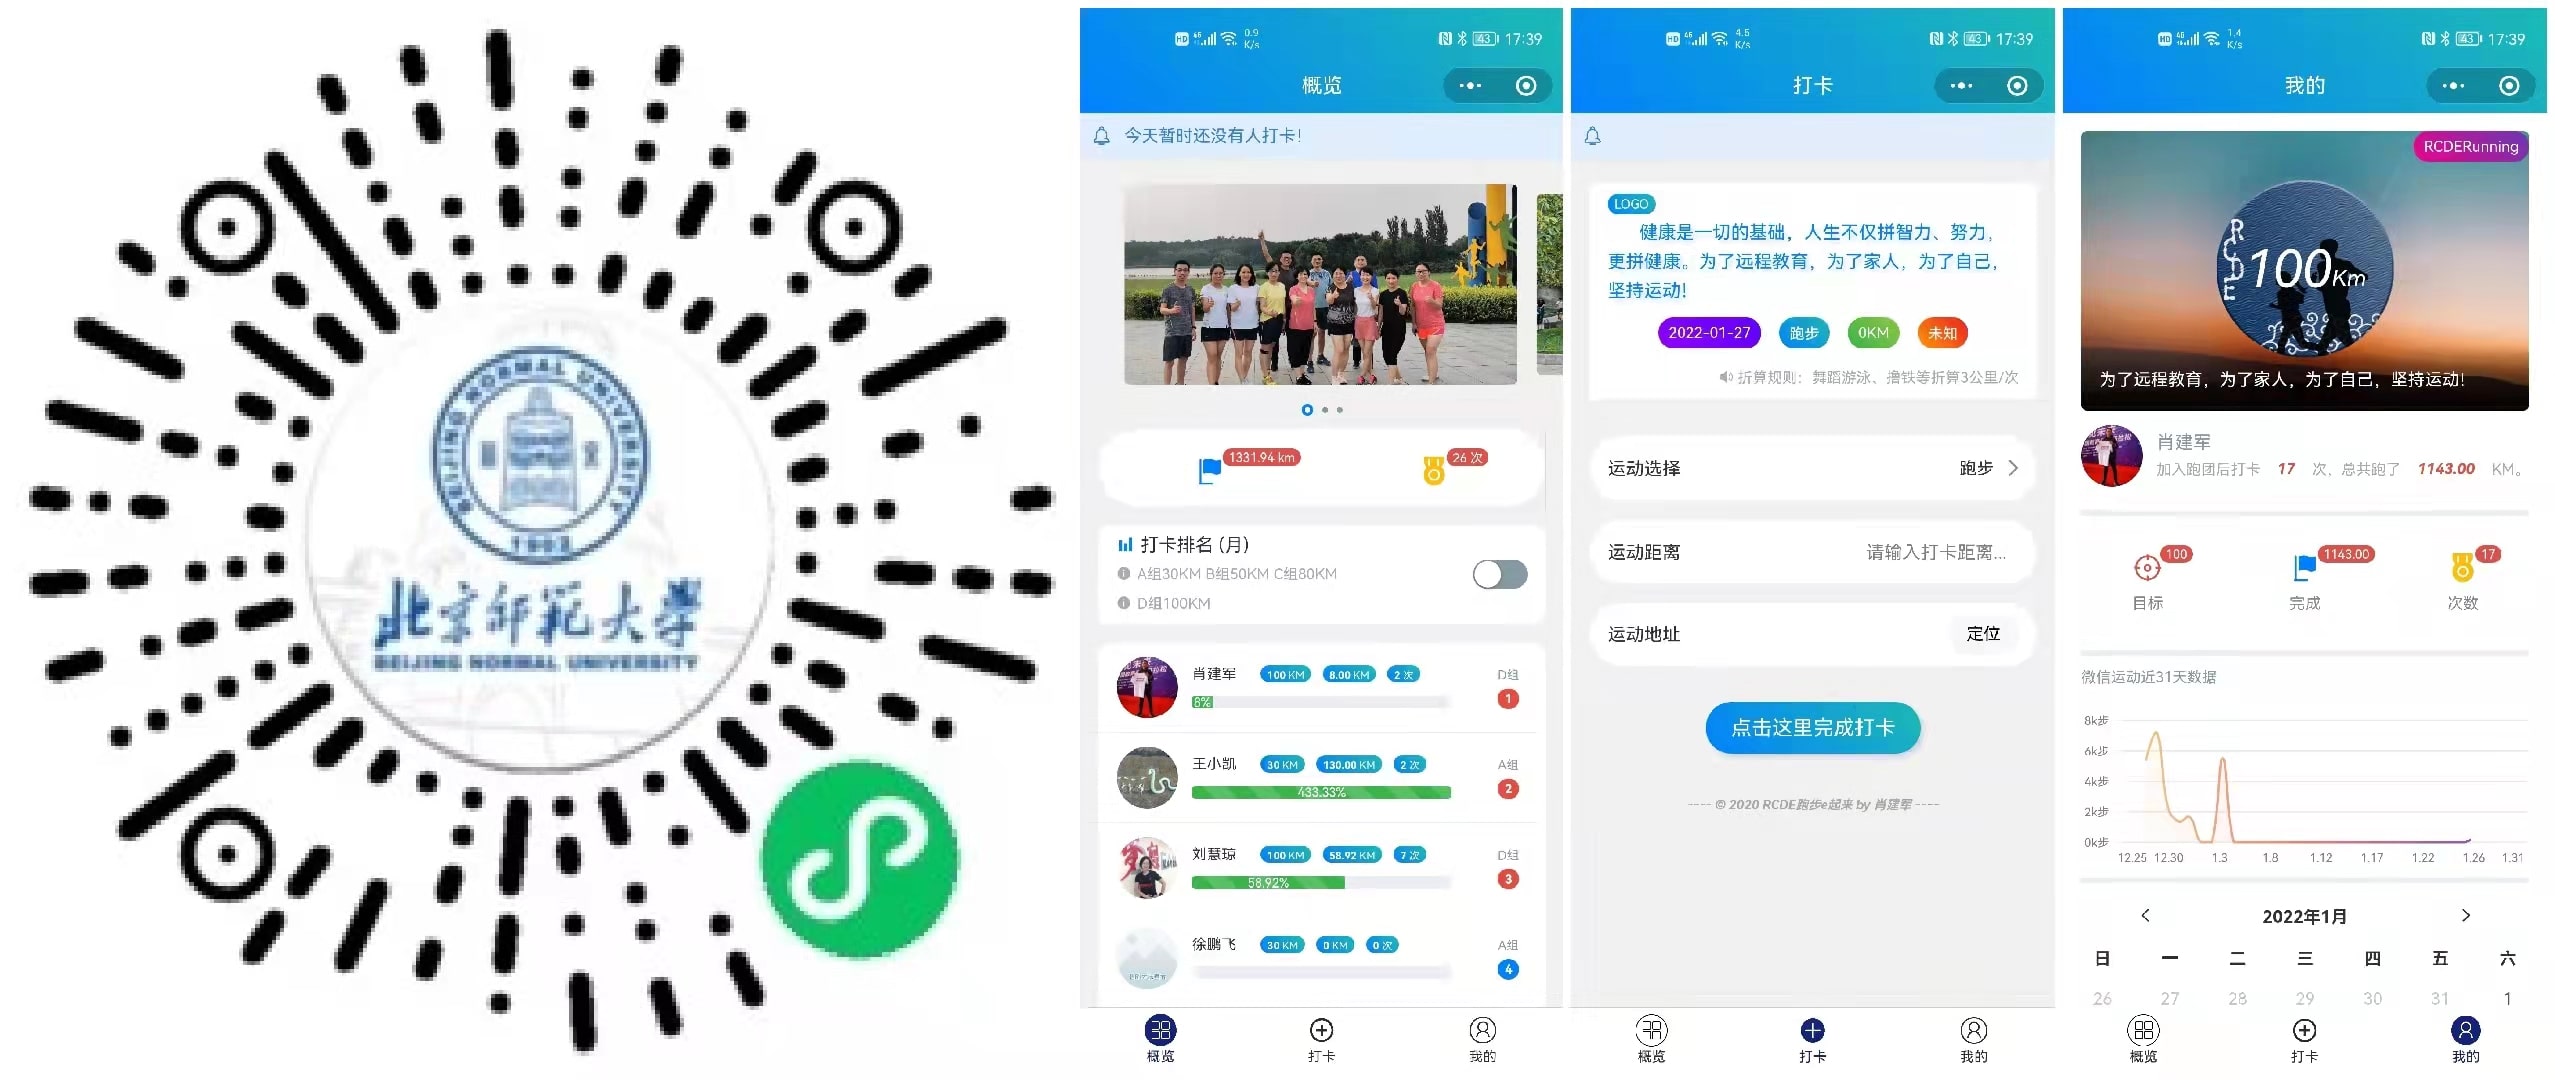 BEIJING NORMAL UNIVERSITY
1902
北京师范大学
BEIJING NORMAL UNIVERSITY
HD 4G 0.9 K/s 43 17:39
概览
今天暂时还没有人打卡!
1331.94 km 26 次
打卡排名 (月)
A组30KM B组50KM C组80KM
D组100KM
肖建军 100 KM 8.00 KM 2 次 D组
8% 1
王小凯 30 KM 130.00 KM 2 次 A组
433.33% 2
刘慧琼 100 KM 58.92 KM 7 次 D组
58.92% 3
徐鹏飞 30 KM 0 KM 0 次 A组
4
概览 打卡 我的
HD 4G 4.5 K/s 43 17:39
打卡
LOGO
健康是一切的基础，人生不仅拼智力、努力，
更拼健康。为了远程教育，为了家人，为了自己，
坚持运动!
2022-01-27 跑步 0KM 未知
折算规则：舞蹈游泳、撸铁等折算3公里/次
运动选择 跑步
运动距离 请输入打卡距离...
运动地址 定位
点击这里完成打卡
---- © 2020 RCDE跑步e起来 by 肖建军 ----
概览 打卡 我的
HD 4G 1.4 K/s 43 17:39
我的
RCDERunning
RCDE
100Km
为了远程教育，为了家人，为了自己，坚持运动!
肖建军
加入跑团后打卡 17 次，总共跑了 1143.00 KM。
100 1143.00 17
目标 完成 次数
微信运动近31天数据
8k步
6k步
4k步
2k步
0k步
12.25 12.30 1.3 1.8 1.12 1.17 1.22 1.26 1.31
2022年1月
日 一 二 三 四 五 六
26 27 28 29 30 31 1
概览 打卡 我的